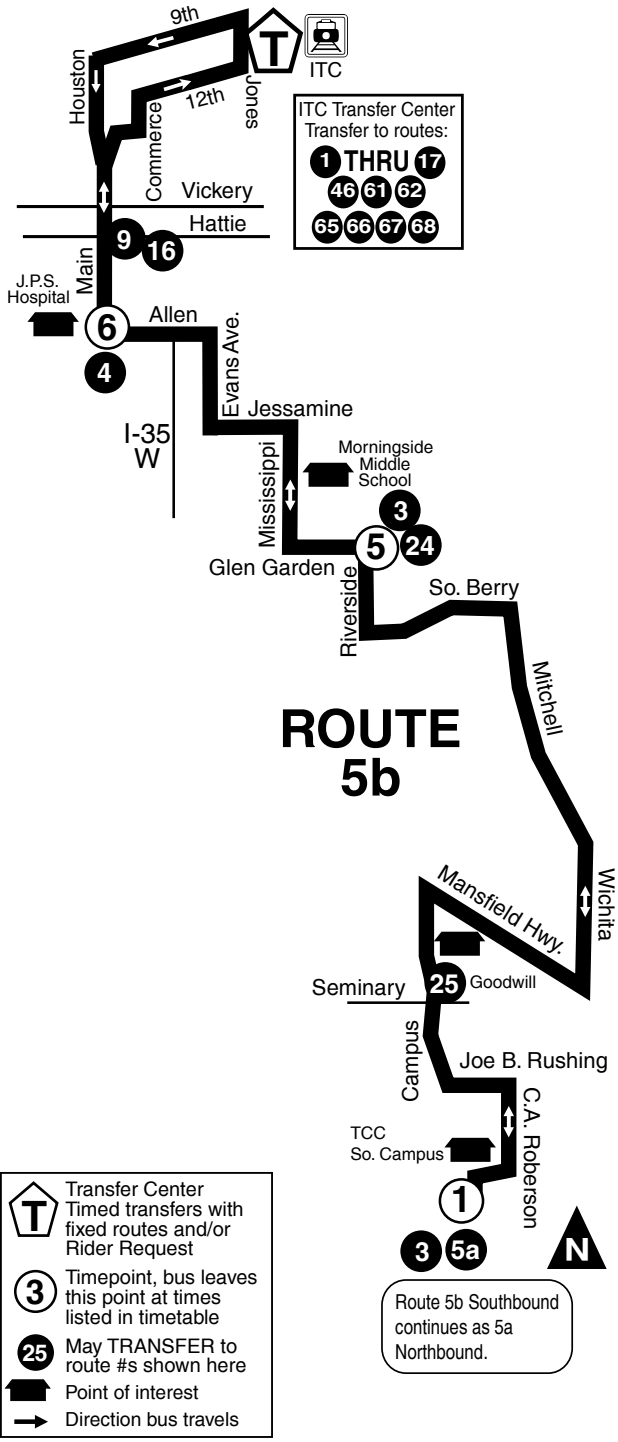 9th
T
ITC
Houston
12th
Jones
Commerce
ITC Transfer Center
Transfer to routes:
1 THRU 17
46 61 62
65 66 67 68
Vickery
Hattie
9 16
Main
J.P.S.
Hospital
6
Allen
4
Evans Ave.
Jessamine
I-35
W
Mississippi
Morningside
Middle
School
3
5 24
Glen Garden
Riverside
So. Berry
Mitchell
ROUTE
5b
Wichita
Mansfield Hwy.
25 Goodwill
Seminary
Campus
Joe B. Rushing
C.A. Roberson
TCC
So. Campus
1
3 5a
N
Route 5b Southbound
continues as 5a
Northbound.
T
Transfer Center
Timed transfers with
fixed routes and/or
Rider Request
3
Timepoint, bus leaves
this point at times
listed in timetable
25
May TRANSFER to
route #s shown here
Point of interest
Direction bus travels